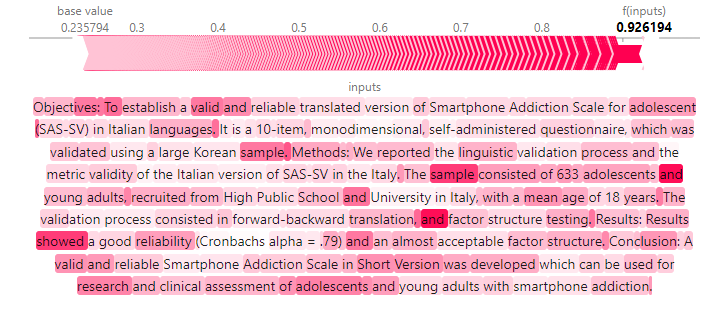 base value
f(inputs)
0.235794 0.3 0.4 0.5 0.6 0.7 0.8 0.926194
inputs
Objectives: To establish a valid and reliable translated version of Smartphone Addiction Scale for adolescent
(SAS-SV) in Italian languages. It is a 10-item, monodimensional, self-administered questionnaire, which was
validated using a large Korean sample. Methods: We reported the linguistic validation process and the
metric validity of the Italian version of SAS-SV in the Italy. The sample consisted of 633 adolescents and
young adults, recruited from High Public School and University in Italy, with a mean age of 18 years. The
validation process consisted in forward-backward translation, and factor structure testing. Results: Results
showed a good reliability (Cronbachs alpha = .79) and an almost acceptable factor structure. Conclusion: A
valid and reliable Smartphone Addiction Scale in Short Version was developed which can be used for
research and clinical assessment of adolescents and young adults with smartphone addiction.